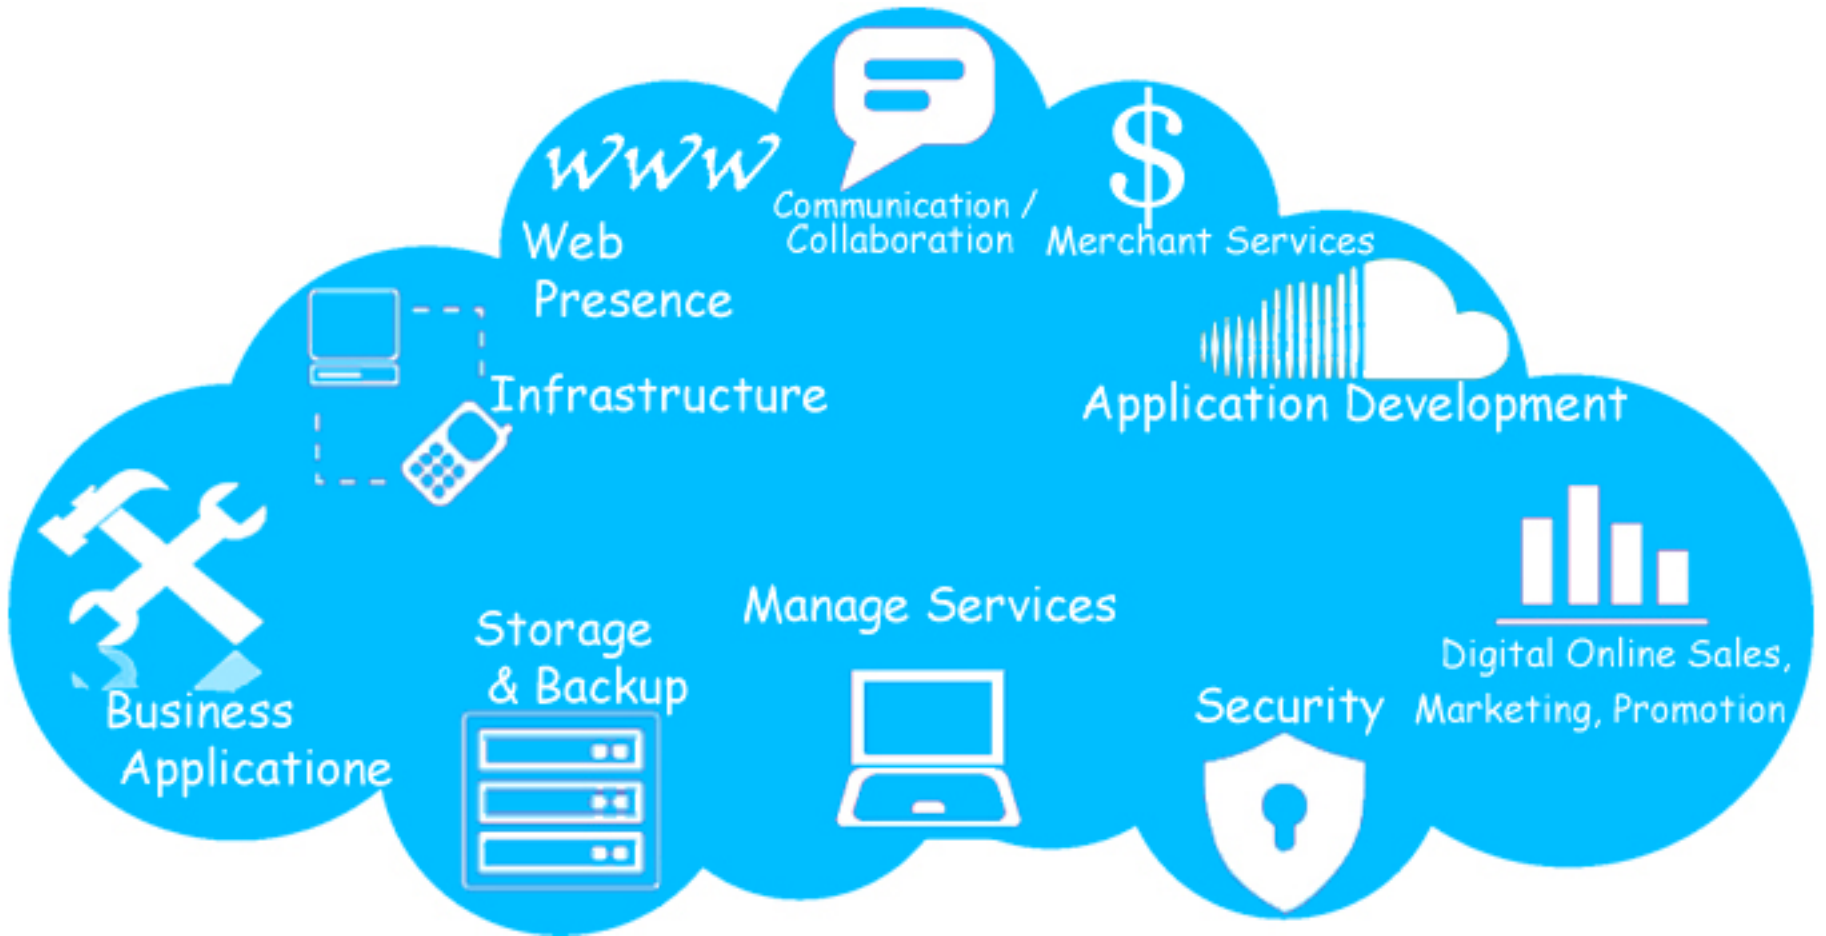 www
Web
Presence
Communication /
Collaboration
$
Merchant Services
Infrastructure
Application Development
Business
Applicatione
Storage
& Backup
Manage Services
Security
Digital Online Sales,
Marketing, Promotion